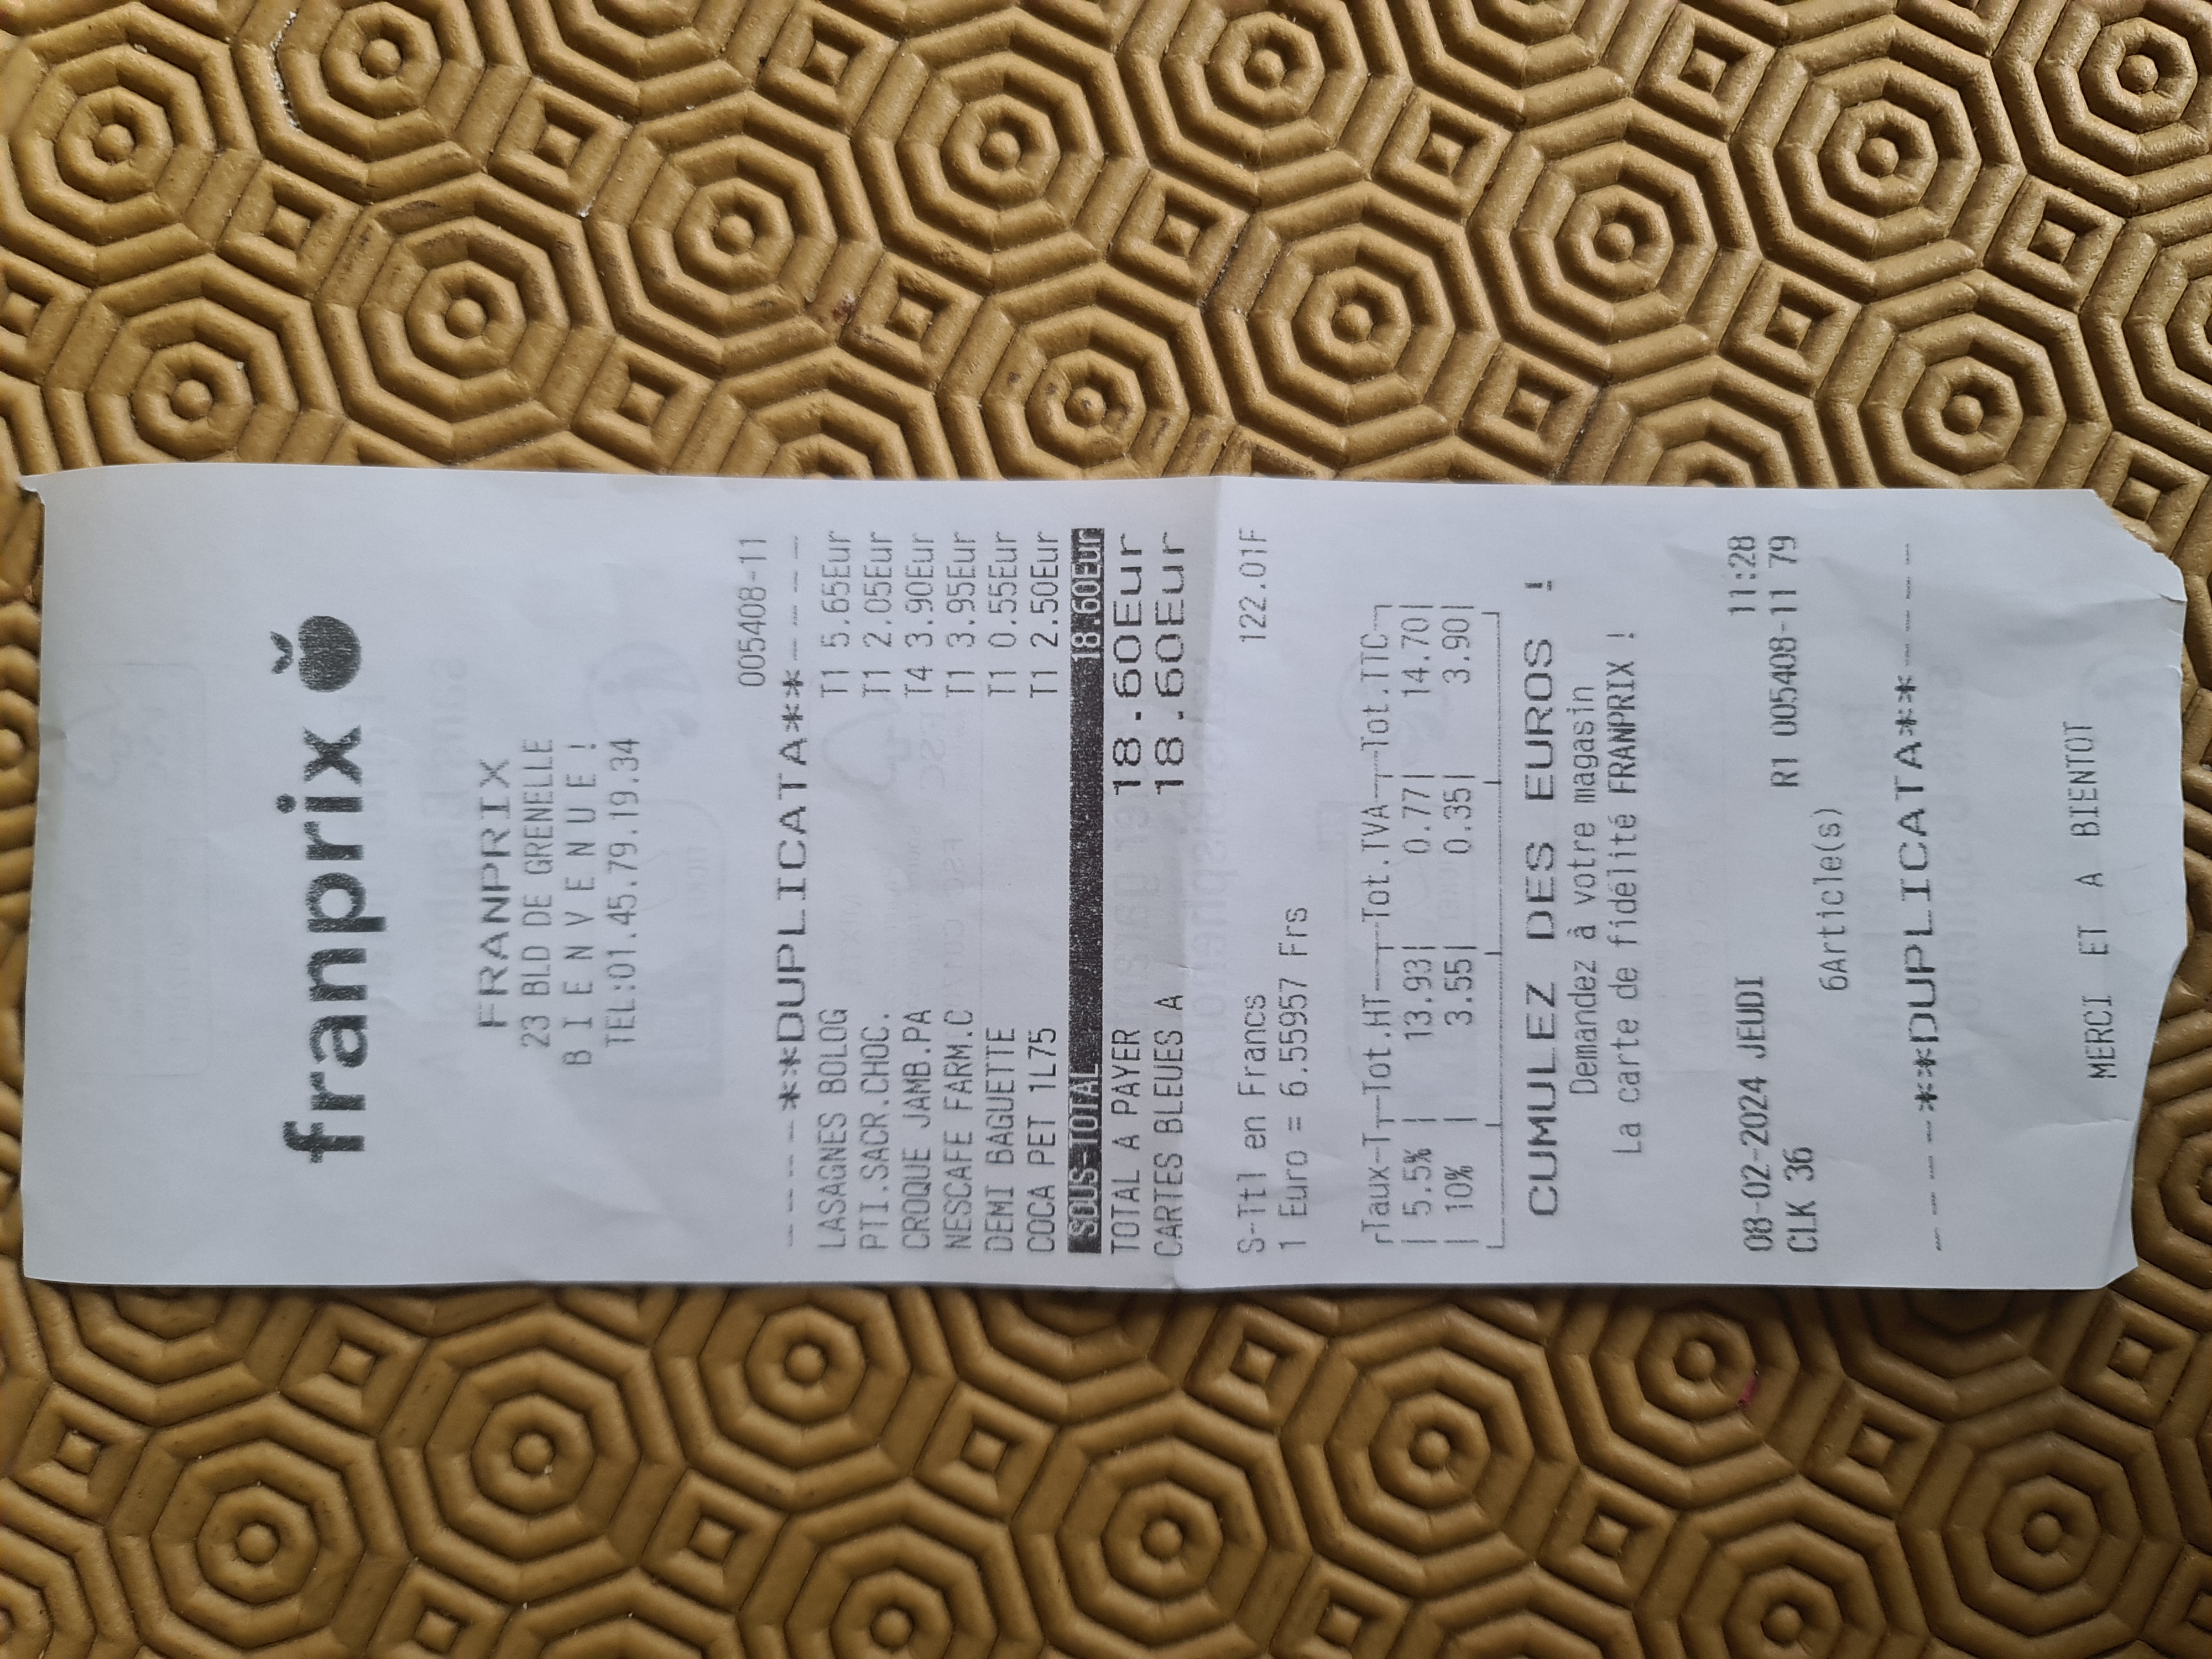 franprix
FRANPRIX
23 BLD DE GRENELLE
BIENVENUE!
TEL:01.45.79.19.34
005408-11
----**DUPLICATA**----
LASAGNES BOLOG T1 5.65Eur
PTI.SACR.CHOC. T1 2.05Eur
CROQUE JAMB.PA T4 3.90Eur
NESCAFE FARM.C T1 3.95Eur
DEMI BAGUETTE T1 0.55Eur
COCA PET 1L75 T1 2.50Eur
SOUS-TOTAL 18.60Eur
TOTAL A PAYER 18.60Eur
CARTES BLEUES A 18.60Eur
S-Ttl en Francs 122.01F
1 Euro = 6.55957 Frs
Taux-T Tot.HT Tot.TVA Tot.TTC
5.5% 13.93 0.77 14.70
10% 3.55 0.35 3.90
CUMULEZ DES EUROS !
Demandez à votre magasin
La carte de fidélité FRANPRIX !
08-02-2024 JEUDI 11:28
CLK 36 R1 005408-11 79
6Article(s)
----**DUPLICATA**----
MERCI ET A BIENTOT